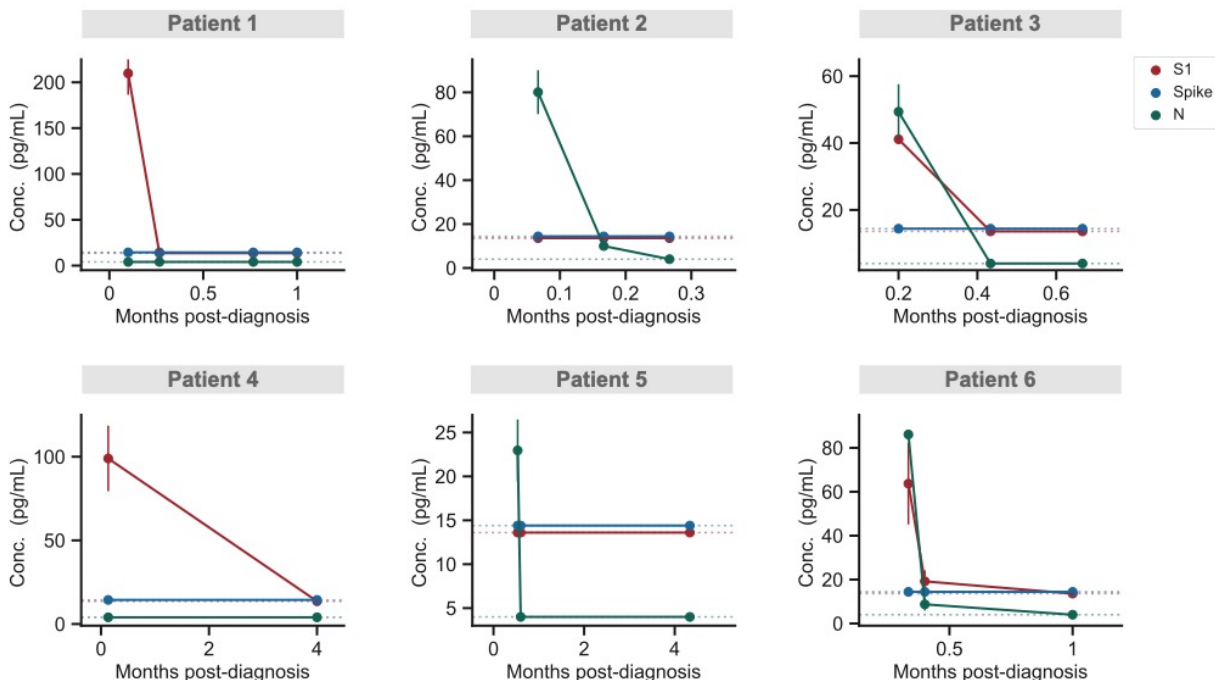 Patient 1
Patient 2
Patient 3
Conc. (pg/mL)
200
150
100
50
0
0
0.5
1
Months post-diagnosis
Conc. (pg/mL)
80
60
40
20
0
0
0.1
0.2
0.3
Months post-diagnosis
Conc. (pg/mL)
60
40
20
0.2
0.4
0.6
Months post-diagnosis
S1
Spike
N
Patient 4
Patient 5
Patient 6
Conc. (pg/mL)
100
50
0
0
2
4
Months post-diagnosis
Conc. (pg/mL)
25
20
15
10
5
0
2
4
Months post-diagnosis
Conc. (pg/mL)
80
60
40
20
0
0.5
1
Months post-diagnosis